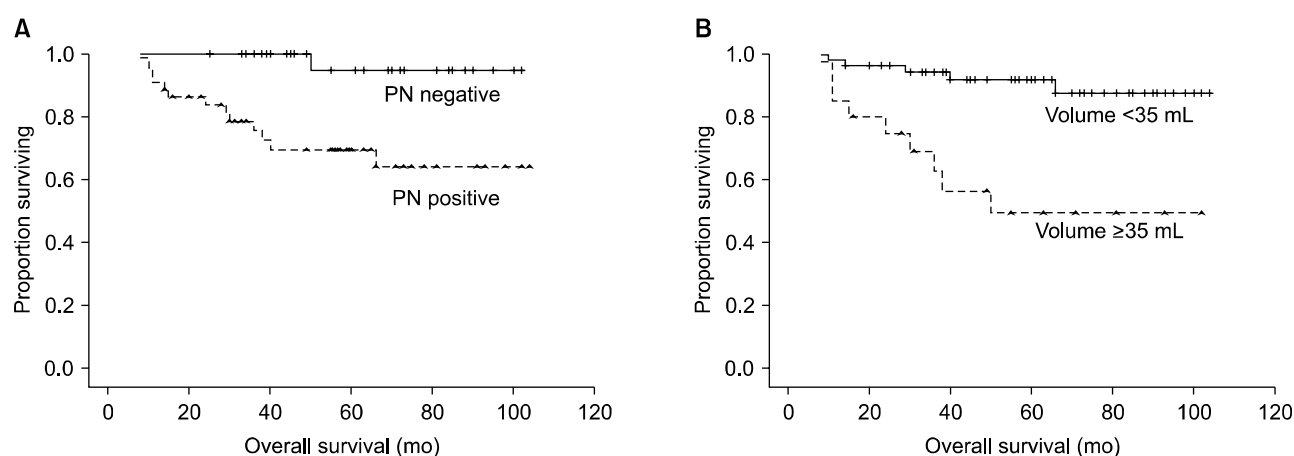 A
Proportion surviving
1.0
0.8
0.6
0.4
0.2
0.0
PN negative
PN positive
0 20 40 60 80 100 120
Overall survival (mo)
B
Proportion surviving
1.0
0.8
0.6
0.4
0.2
0.0
Volume <35 mL
Volume ≥35 mL
0 20 40 60 80 100 120
Overall survival (mo)